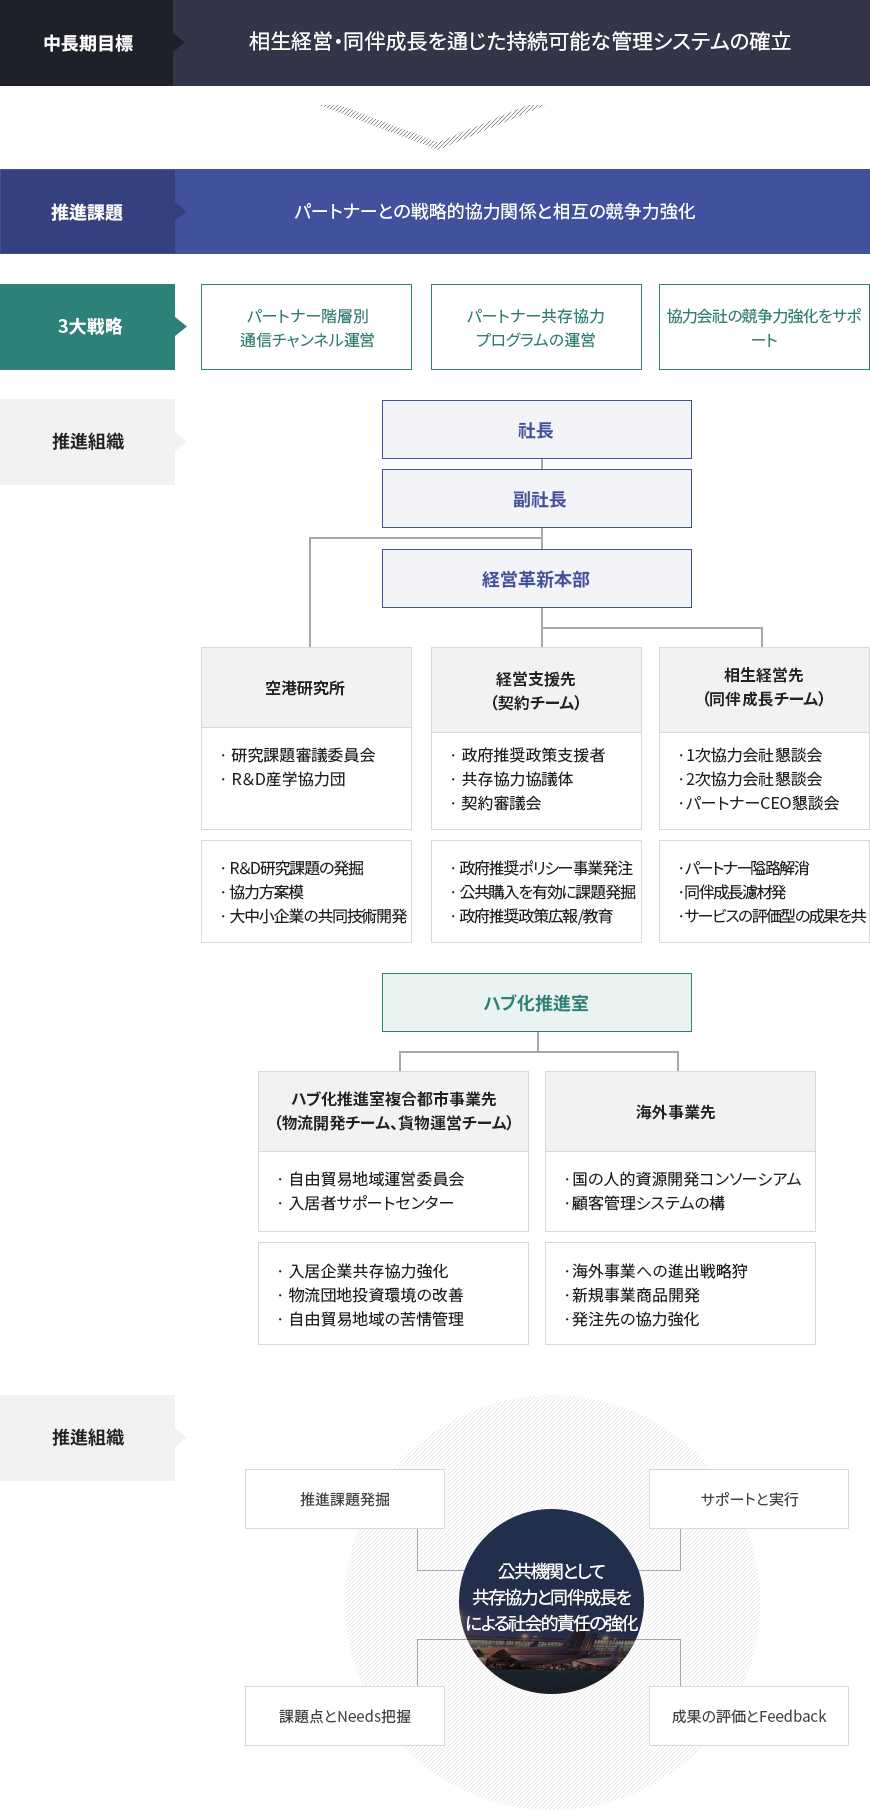 中長期目標
相生経営・同伴成長を通じた持続可能な管理システムの確立
推進課題
パートナーとの戦略的協力関係と相互の競争力強化
3大戦略
パートナー階層別
通信チャンネル運営
パートナー共存協力
プログラムの運営
協力会社の競争力強化をサポ
ート
推進組織
社長
副社長
経営革新本部
空港研究所
・ 研究課題審議委員会
・ R&D産学協力団
・ R&D研究課題の発掘
・ 協力方案模
・ 大中小企業の共同技術開発
経営支援先
（契約チーム）
・ 政府推奨政策支援者
・ 共存協力協議体
・ 契約審議会
・ 政府推奨ポリシー事業発注
・ 公共購入を有効に課題発掘
・ 政府推奨政策広報/教育
相生経営先
（同伴成長チーム）
・1次協力会社懇談会
・2次協力会社懇談会
・パートナーCEO懇談会
・パートナー隘路解消
・同伴成長濾材発
・サービスの評価型の成果を共
ハブ化推進室
ハブ化推進室複合都市事業先
（物流開発チーム、貨物運営チーム）
・ 自由貿易地域運営委員会
・ 入居者サポートセンター
・ 入居企業共存協力強化
・ 物流団地投資環境の改善
・ 自由貿易地域の苦情管理
海外事業先
・国の人的資源開発コンソーシアム
・顧客管理システムの構
・海外事業への進出戦略狩
・新規事業商品開発
・発注先の協力強化
推進組織
推進課題発掘
サポートと実行
公共機関として
共存協力と同伴成長を
による社会的責任の強化
課題点とNeeds把握
成果の評価とFeedback